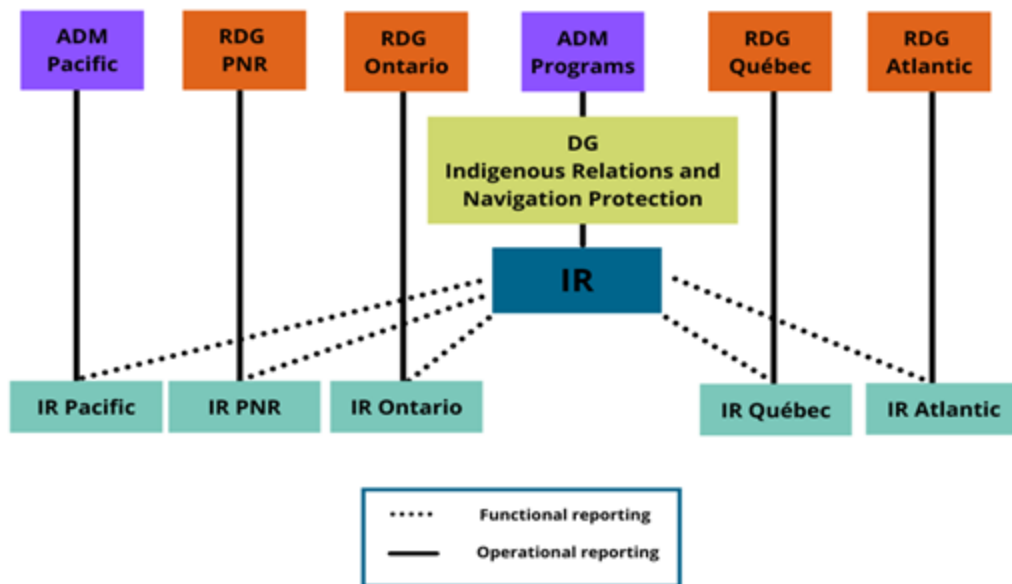 ADM
Pacific
RDG
PNR
RDG
Ontario
ADM
Programs
RDG
Québec
RDG
Atlantic
DG
Indigenous Relations and
Navigation Protection
IR
IR Pacific
IR PNR
IR Ontario
IR Québec
IR Atlantic
Functional reporting
Operational reporting